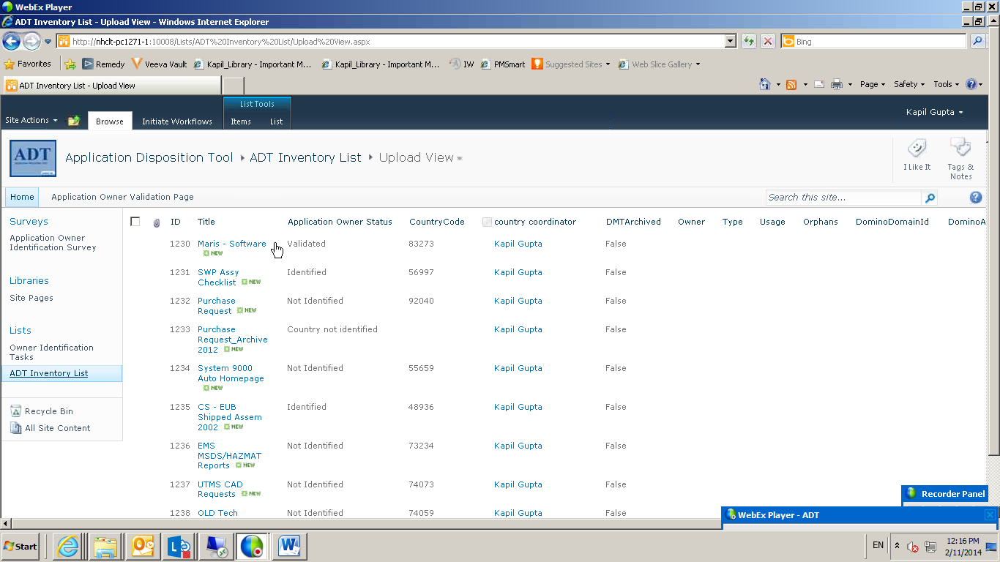 WebEx Player
ADT Inventory List - Upload View - Windows Internet Explorer
http://nhclt-pc1271-1:10008/Lists/ADT%20Inventory%20List/Upload%20View.aspx
Bing
Favorites Remedy Veeva Vault Kapil_Library - Important M... Kapil_Library - Important M... IW PMSmart Suggested Sites Web Slice Gallery
ADT Inventory List - Upload View
Page Safety Tools
List Tools
Site Actions Browse Initiate Workflows Items List
Kapil Gupta
ADT
Application Disposition Tool ADT Inventory List Upload View
I Like It
Tags &
Notes
Home Application Owner Validation Page
Search this site...
Surveys
Application Owner
Identification Survey
Libraries
Site Pages
Lists
Owner Identification
Tasks
ADT Inventory List
Recycle Bin
All Site Content
ID Title Application Owner Status CountryCode country coordinator DMTArchived Owner Type Usage Orphans DominoDomainId DominoA
1230 Maris - Software Validated 83273 Kapil Gupta False
NEW
1231 SWP Assy Identified 56997 Kapil Gupta False
Checklist NEW
1232 Purchase Not Identified 92040 Kapil Gupta False
Request NEW
1233 Purchase Country not identified Kapil Gupta False
Request_Archive
2012 NEW
1234 System 9000 Not Identified 55659 Kapil Gupta False
Auto Homepage
NEW
1235 CS - EUB Identified 48936 Kapil Gupta False
Shipped Assem
2002 NEW
1236 EMS Not Identified 73234 Kapil Gupta False
MSDS/HAZMAT
Reports NEW
1237 UTMS CAD Not Identified 74073 Kapil Gupta False
Requests NEW
1238 OLD Tech Not Identified 74059 Kapil Gupta False
Recorder Panel
WebEx Player - ADT
Start
EN
12:16 PM
2/11/2014